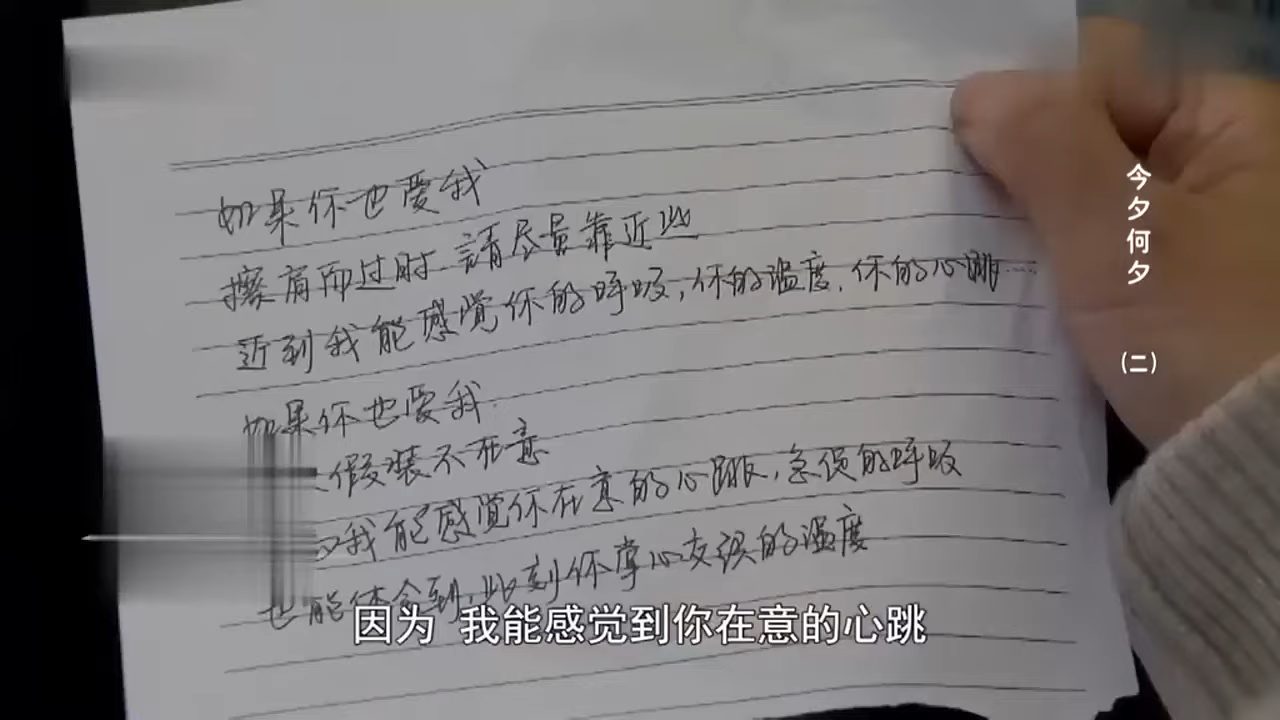 如果你也爱我
擦肩而过时 請尽量靠近些
近到我能感觉你的呼吸,你的温度,你的心跳……
如果你也爱我
假装不在意
我能感觉你在意的心跳,急促的呼吸
也能体会到,此刻你掌心交织的温度
因为 我能感觉到你在意的心跳
今夕何夕
(二)